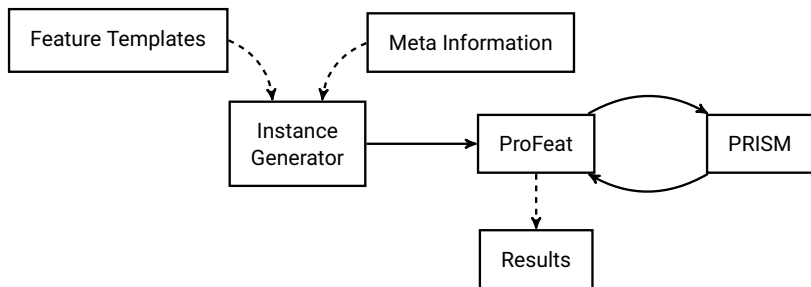 Feature Templates
Meta Information
Instance
Generator
ProFeat
PRISM
Results